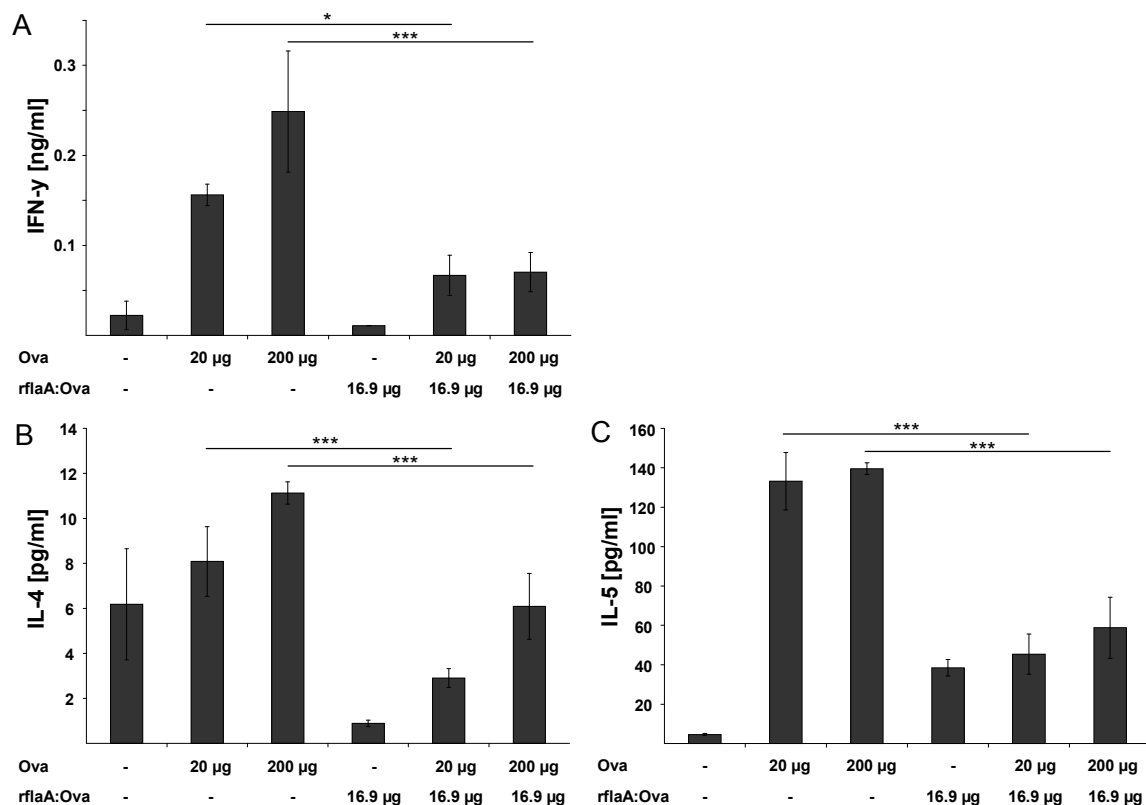 A
*
***
IFN-y [ng/ml]
0.3
0.2
0.1
Ova - 20 µg 200 µg - 20 µg 200 µg
rflaA:Ova - - - 16.9 µg 16.9 µg 16.9 µg
B
***
***
IL-4 [pg/ml]
14
12
10
8
6
4
2
Ova - 20 µg 200 µg - 20 µg 200 µg
rflaA:Ova - - - 16.9 µg 16.9 µg 16.9 µg
C
***
***
IL-5 [pg/ml]
160
140
120
100
80
60
40
20
Ova - 20 µg 200 µg - 20 µg 200 µg
rflaA:Ova - - - 16.9 µg 16.9 µg 16.9 µg